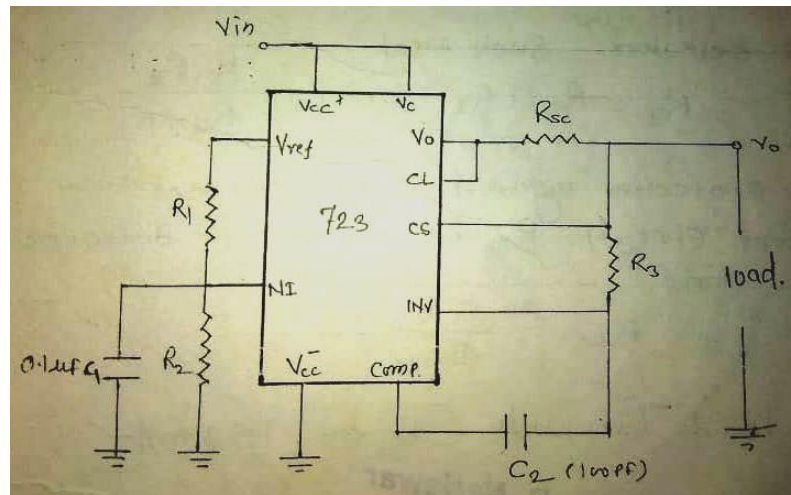 Vin
Vcc+
Vc
Vref
Vo
Rsc
Vo
CL
R1
723
CS
R3
load.
NI
INV
0.1µf C1
R2
Vcc-
Comp.
C2 (100PF)